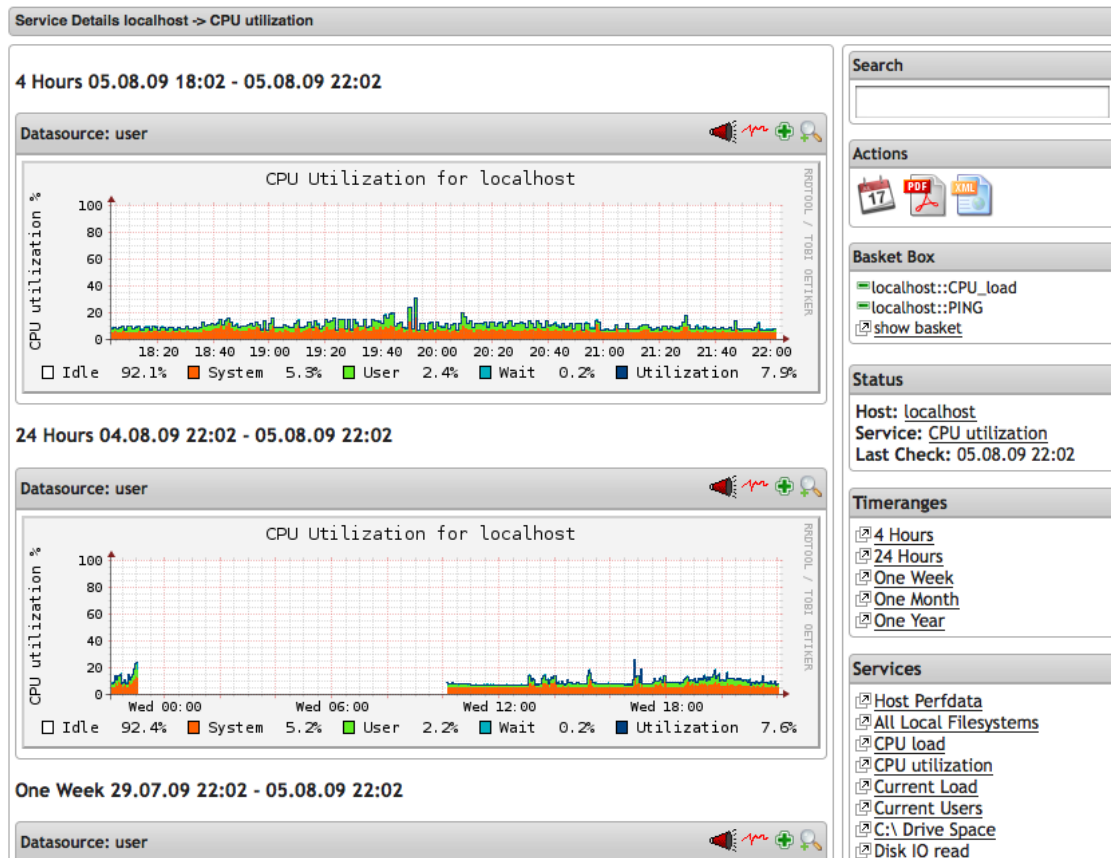 Service Details localhost -> CPU utilization
4 Hours 05.08.09 18:02 - 05.08.09 22:02
Datasource: user
CPU Utilization for localhost
RRDTOOL / TOBI OETIKER
CPU utilization %
100
80
60
40
20
0
18:20 18:40 19:00 19:20 19:40 20:00 20:20 20:40 21:00 21:20 21:40 22:00
Idle 92.1% System 5.3% User 2.4% Wait 0.2% Utilization 7.9%
24 Hours 04.08.09 22:02 - 05.08.09 22:02
Datasource: user
CPU Utilization for localhost
RRDTOOL / TOBI OETIKER
CPU utilization %
100
80
60
40
20
0
Wed 00:00 Wed 06:00 Wed 12:00 Wed 18:00
Idle 92.4% System 5.2% User 2.2% Wait 0.2% Utilization 7.6%
One Week 29.07.09 22:02 - 05.08.09 22:02
Datasource: user
Search
Actions
17 PDF XML
Basket Box
localhost::CPU_load
localhost::PING
show basket
Status
Host: localhost
Service: CPU utilization
Last Check: 05.08.09 22:02
Timeranges
4 Hours
24 Hours
One Week
One Month
One Year
Services
Host Perfdata
All Local Filesystems
CPU load
CPU utilization
Current Load
Current Users
C:\ Drive Space
Disk IO read